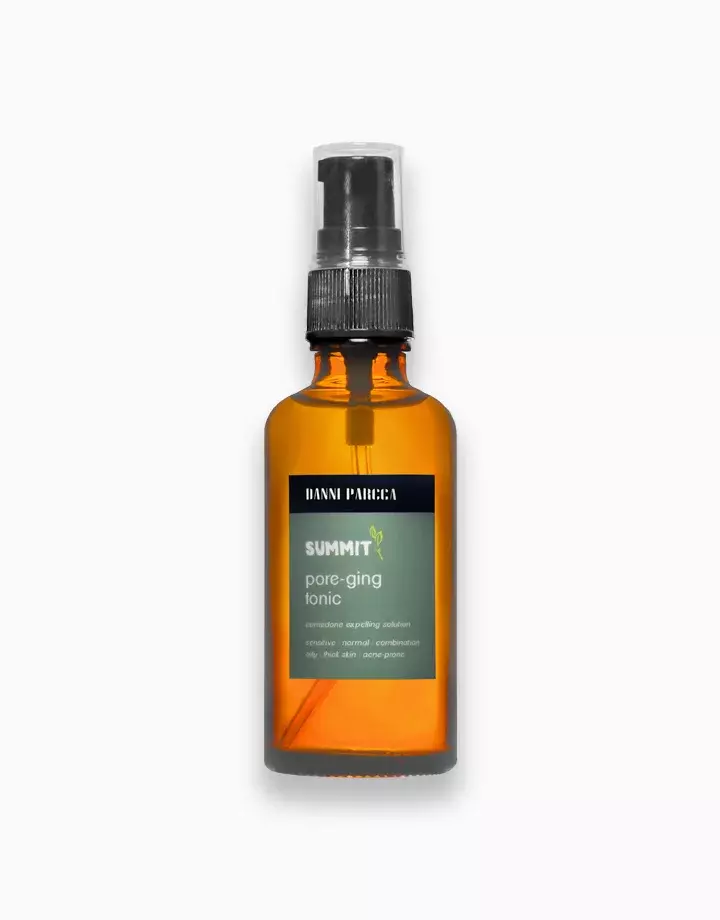 DANNI PARCCA
SUMMIT
pore-ging
tonic
comedone expelling solution
sensitive · normal · combination
oily · thick skin · acne-prone